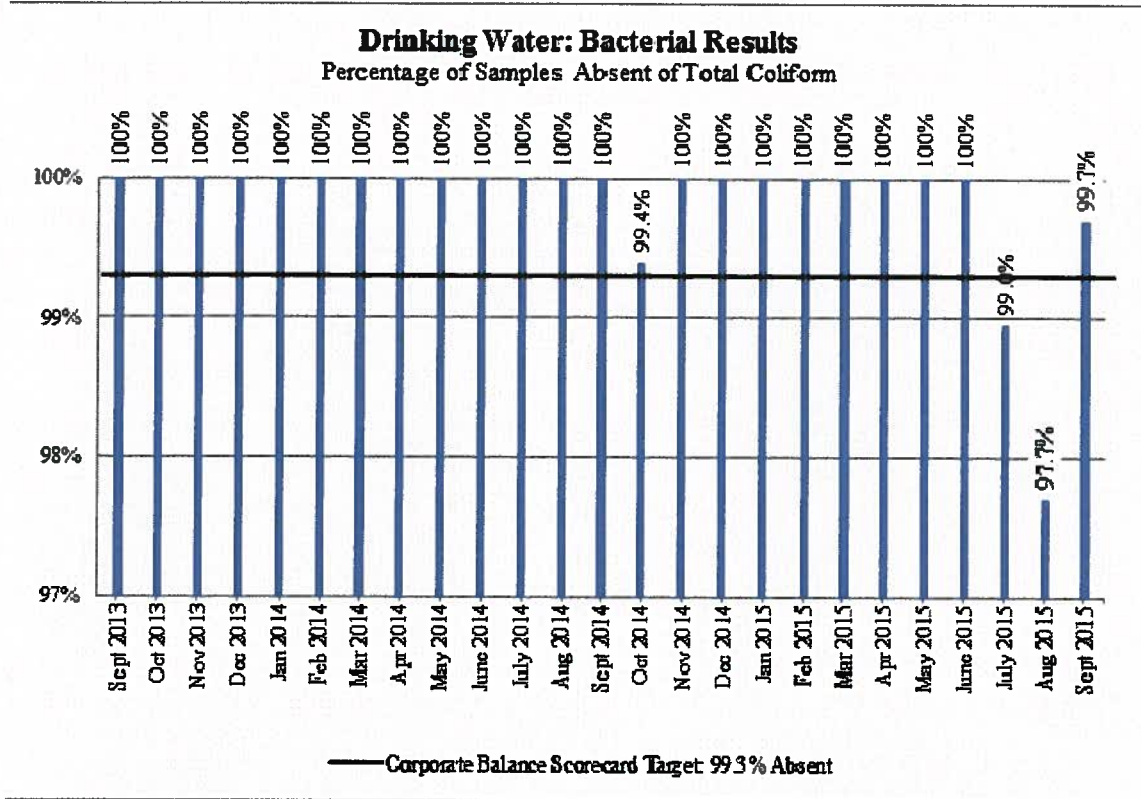 Drinking Water: Bacterial Results
Percentage of Samples Absent of Total Coliform
100% 100% 100% 100% 100% 100% 100% 100% 100% 100% 100% 100% 100% 99.4% 100% 100% 100% 100% 100% 100% 100% 100% 99.0% 97.7% 99.7%
100%
99%
98%
97%
Sept 2013
Oct 2013
Nov 2013
Dec 2013
Jan 2014
Feb 2014
Mar 2014
Apr 2014
May 2014
June 2014
July 2014
Aug 2014
Sept 2014
Oct 2014
Nov 2014
Dec 2014
Jan 2015
Feb 2015
Mar 2015
Apr 2015
May 2015
June 2015
July 2015
Aug 2015
Sept 2015
Corporate Balance Scorecard Target: 99.3% Absent